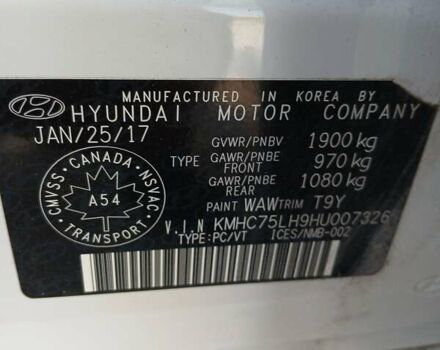 MANUFACTURED IN KOREA BY
HYUNDAI MOTOR COMPANY
JAN/25/17
GVWR/PNBV 1900 kg
TYPE GAWR/PNBE FRONT 970 kg
GAWR/PNBE REAR 1080 kg
PAINT WAW TRIM T9Y
V.I.N KMHC75LH9HU007326
TYPE:PC/VT ICES/NMB-002
CANADA
CMVSS
NSVAC
A54
TRANSPORT